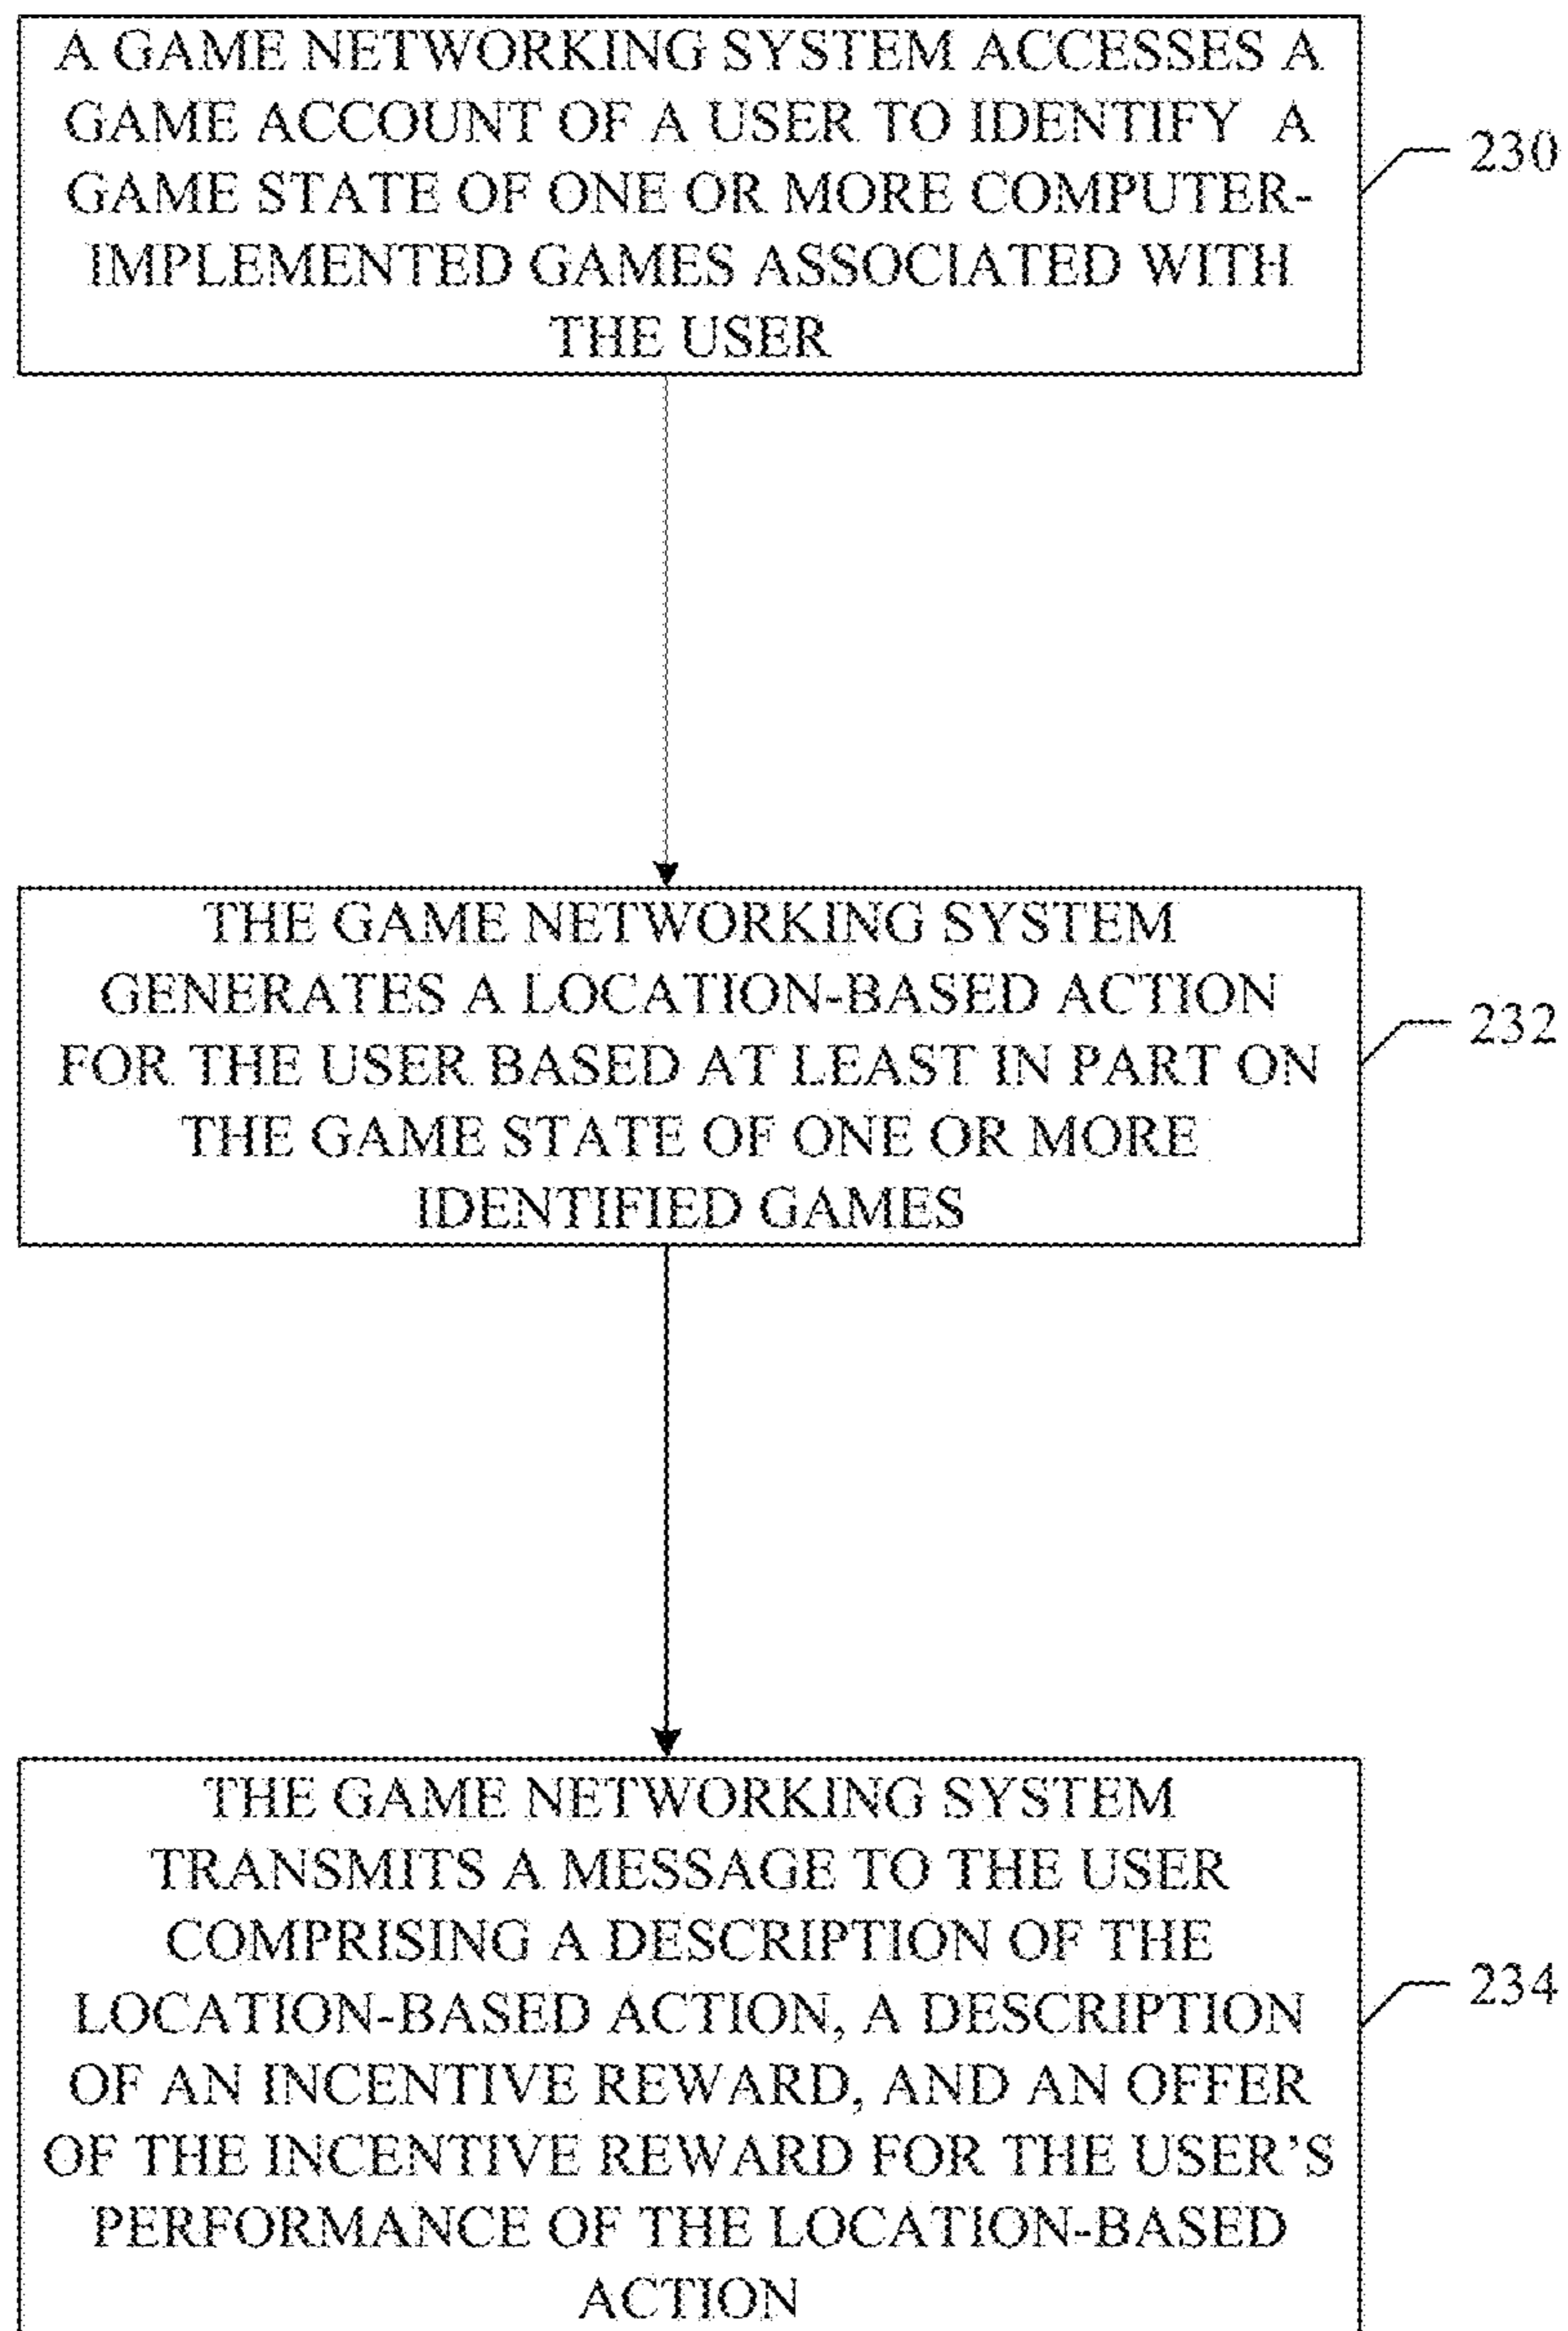 A GAME NETWORKING SYSTEM ACCESSES A
GAME ACCOUNT OF A USER TO IDENTIFY A
GAME STATE OF ONE OR MORE COMPUTER-
IMPLEMENTED GAMES ASSOCIATED WITH
THE USER
230
THE GAME NETWORKING SYSTEM
GENERATES A LOCATION-BASED ACTION
FOR THE USER BASED AT LEAST IN PART ON
THE GAME STATE OF ONE OR MORE
IDENTIFIED GAMES
232
THE GAME NETWORKING SYSTEM
TRANSMITS A MESSAGE TO THE USER
COMPRISING A DESCRIPTION OF THE
LOCATION-BASED ACTION, A DESCRIPTION
OF AN INCENTIVE REWARD, AND AN OFFER
OF THE INCENTIVE REWARD FOR THE USER’S
PERFORMANCE OF THE LOCATION-BASED
ACTION
234